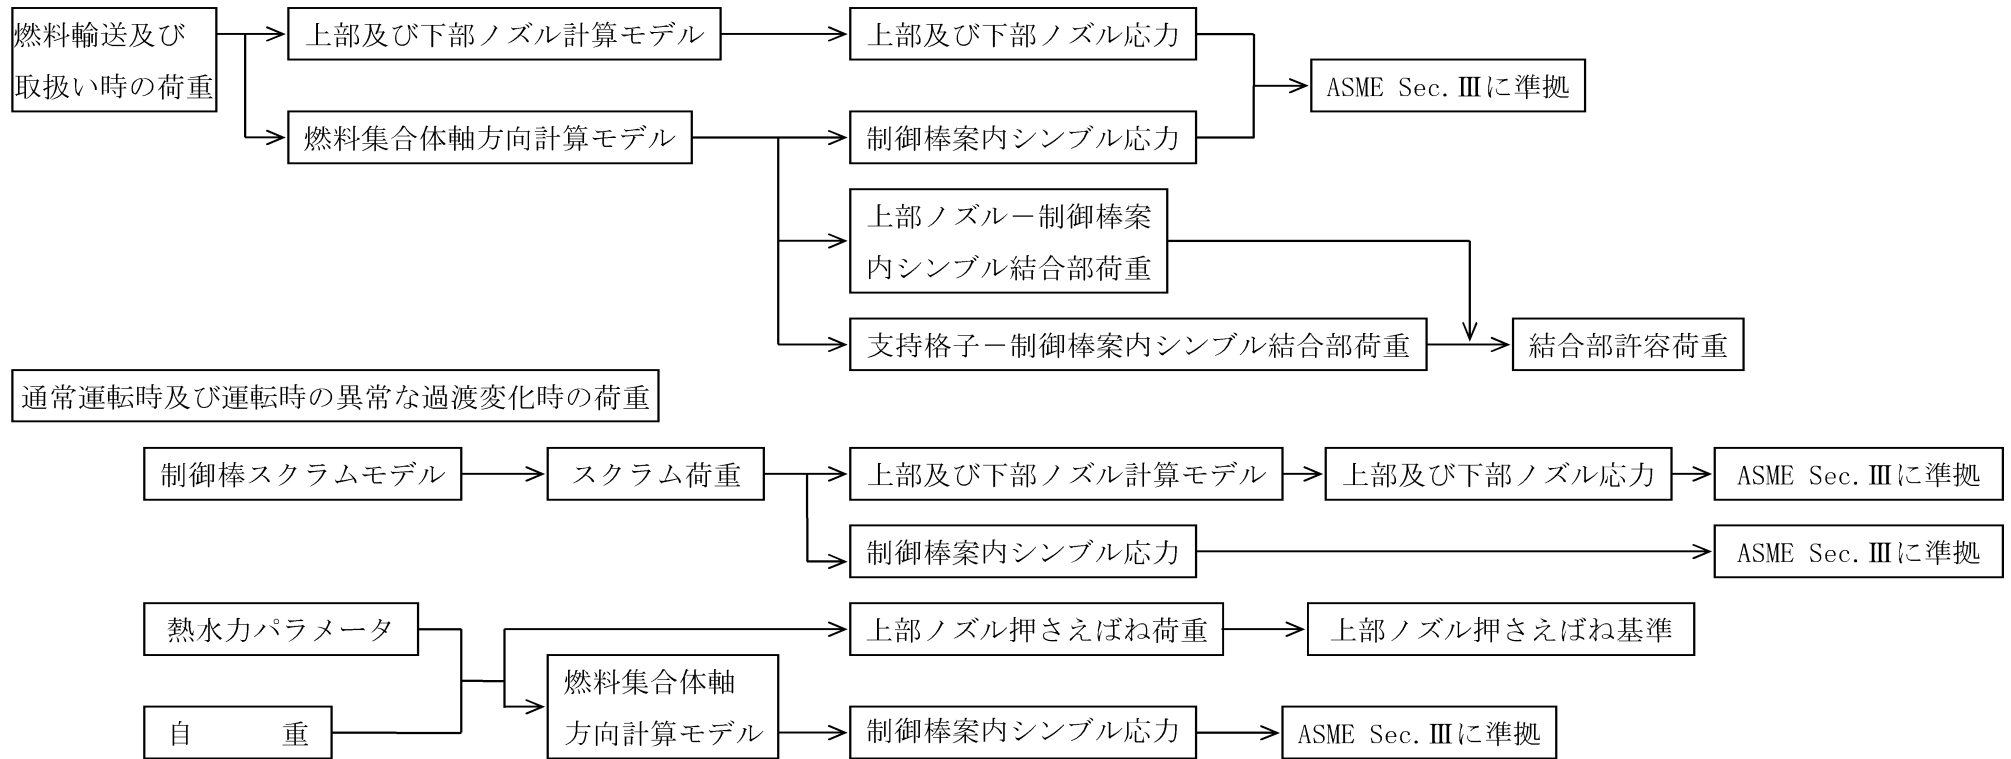 燃料輸送及び
取扱い時の荷重
上部及び下部ノズル計算モデル
上部及び下部ノズル応力
ASME Sec.Ⅲに準拠
燃料集合体軸方向計算モデル
制御棒案内シンブル応力
上部ノズル－制御棒案
内シンブル結合部荷重
支持格子－制御棒案内シンブル結合部荷重
結合部許容荷重
通常運転時及び運転時の異常な過渡変化時の荷重
制御棒スクラムモデル
スクラム荷重
上部及び下部ノズル計算モデル
上部及び下部ノズル応力
ASME Sec.Ⅲに準拠
制御棒案内シンブル応力
ASME Sec.Ⅲに準拠
熱水力パラメータ
上部ノズル押さえばね荷重
上部ノズル押さえばね基準
自　　　重
燃料集合体軸
方向計算モデル
制御棒案内シンブル応力
ASME Sec.Ⅲに準拠